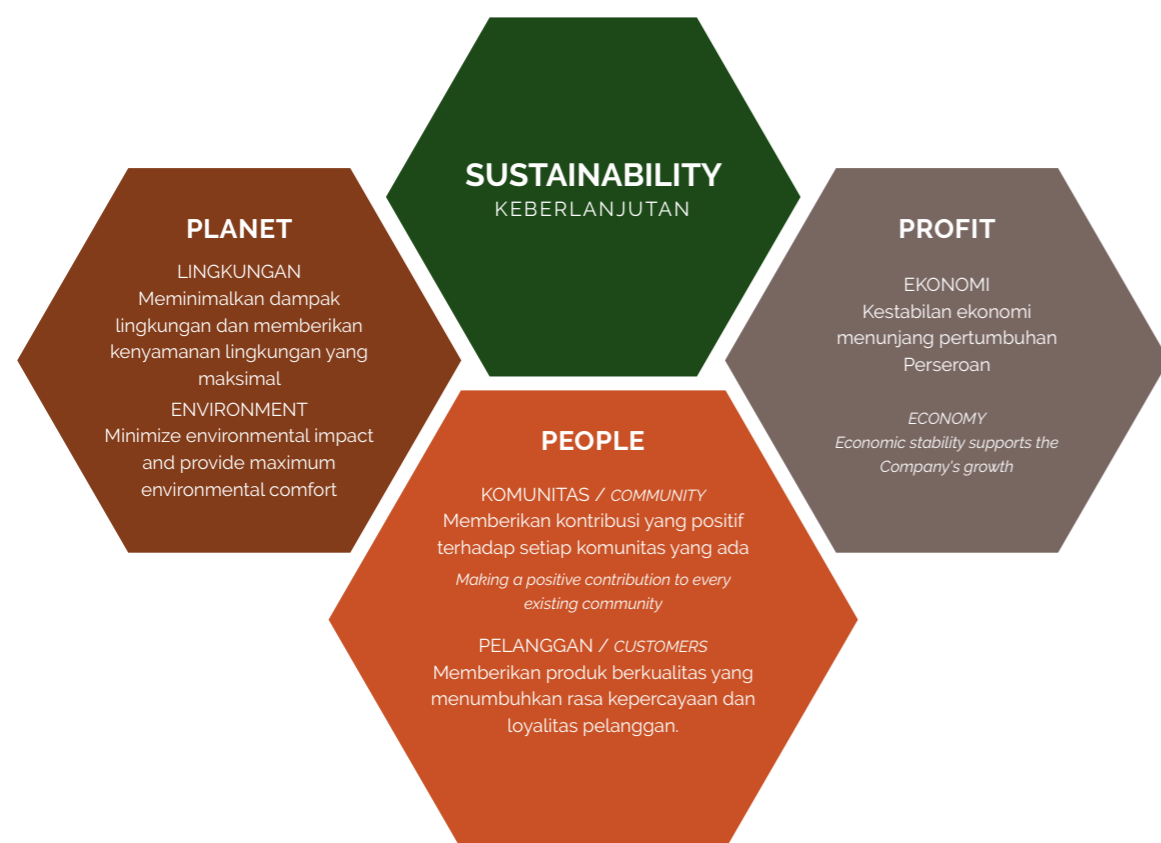 SUSTAINABILITY
KEBERLANJUTAN
PLANET
LINGKUNGAN
Meminimalkan dampak
lingkungan dan memberikan
kenyamanan lingkungan yang
maksimal
ENVIRONMENT
Minimize environmental impact
and provide maximum
environmental comfort
PROFIT
EKONOMI
Kestabilan ekonomi
menunjang pertumbuhan
Perseroan
ECONOMY
Economic stability supports the
Company's growth
PEOPLE
KOMUNITAS / COMMUNITY
Memberikan kontribusi yang positif
terhadap setiap komunitas yang ada
Making a positive contribution to every
existing community
PELANGGAN / CUSTOMERS
Memberikan produk berkualitas yang
menumbuhkan rasa kepercayaan dan
loyalitas pelanggan.